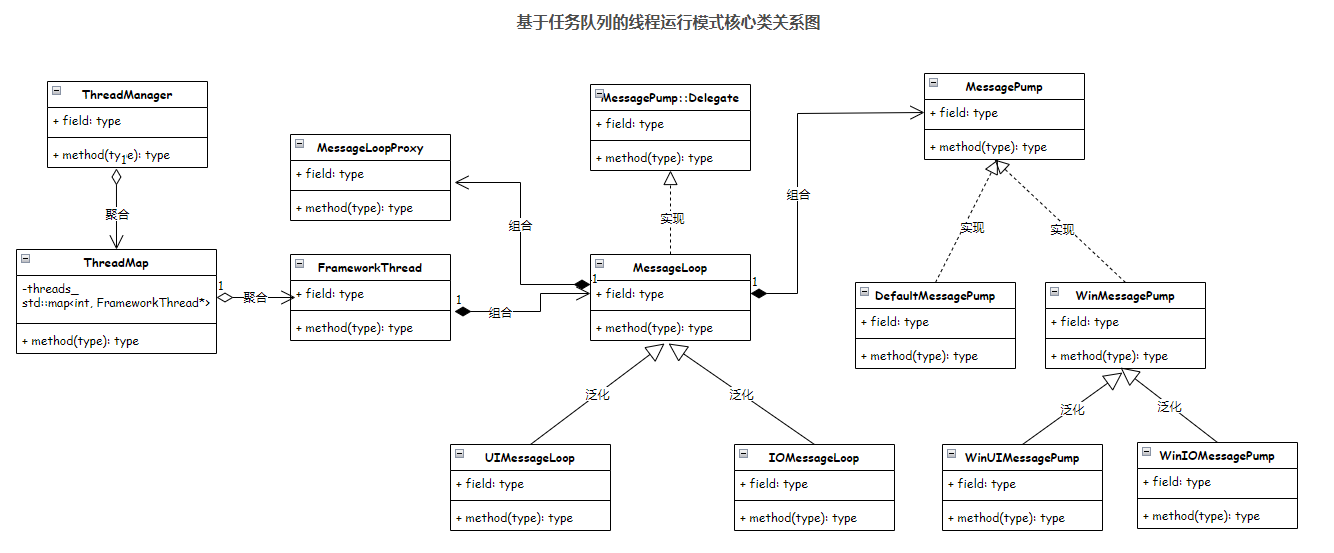 基于任务队列的线程运行模式核心类关系图
ThreadManager
+ field: type
+ method(ty1e): type
聚合
ThreadMap
-threads_
std::map<int, FrameworkThread*>
+ method(type): type
1
聚合
MessageLoopProxy
+ field: type
+ method(type): type
组合
FrameworkThread
+ field: type
+ method(type): type
1
组合
MessagePump::Delegate
+ field: type
+ method(type): type
实现
MessageLoop
+ field: type
+ method(type): type
1
1
组合
MessagePump
+ field: type
+ method(type): type
实现
实现
DefaultMessagePump
+ field: type
+ method(type): type
WinMessagePump
+ field: type
+ method(type): type
泛化
泛化
泛化
泛化
UIMessageLoop
+ field: type
+ method(type): type
IOMessageLoop
+ field: type
+ method(type): type
WinUIMessagePump
+ field: type
+ method(type): type
WinIOMessagePump
+ field: type
+ method(type): type